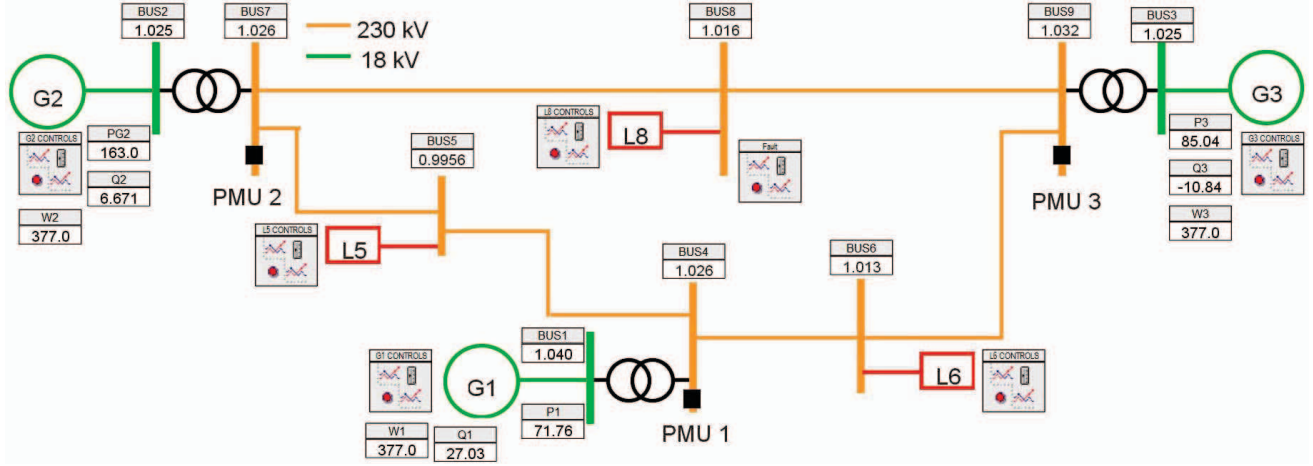 BUS2
1.025
BUS7
1.026
230 kV
18 kV
BUS8
1.016
BUS9
1.032
BUS3
1.025
G2
G3
G2 CONTROLS
PG2
163.0
Q2
6.671
W2
377.0
PMU 2
BUS5
0.9956
L8 CONTROLS
L8
Fault
PMU 3
P3
85.04
Q3
-10.84
W3
377.0
G3 CONTROLS
L5 CONTROLS
L5
BUS4
1.026
BUS6
1.013
G1 CONTROLS
G1
BUS1
1.040
P1
71.76
W1
377.0
Q1
27.03
PMU 1
L6
L6 CONTROLS